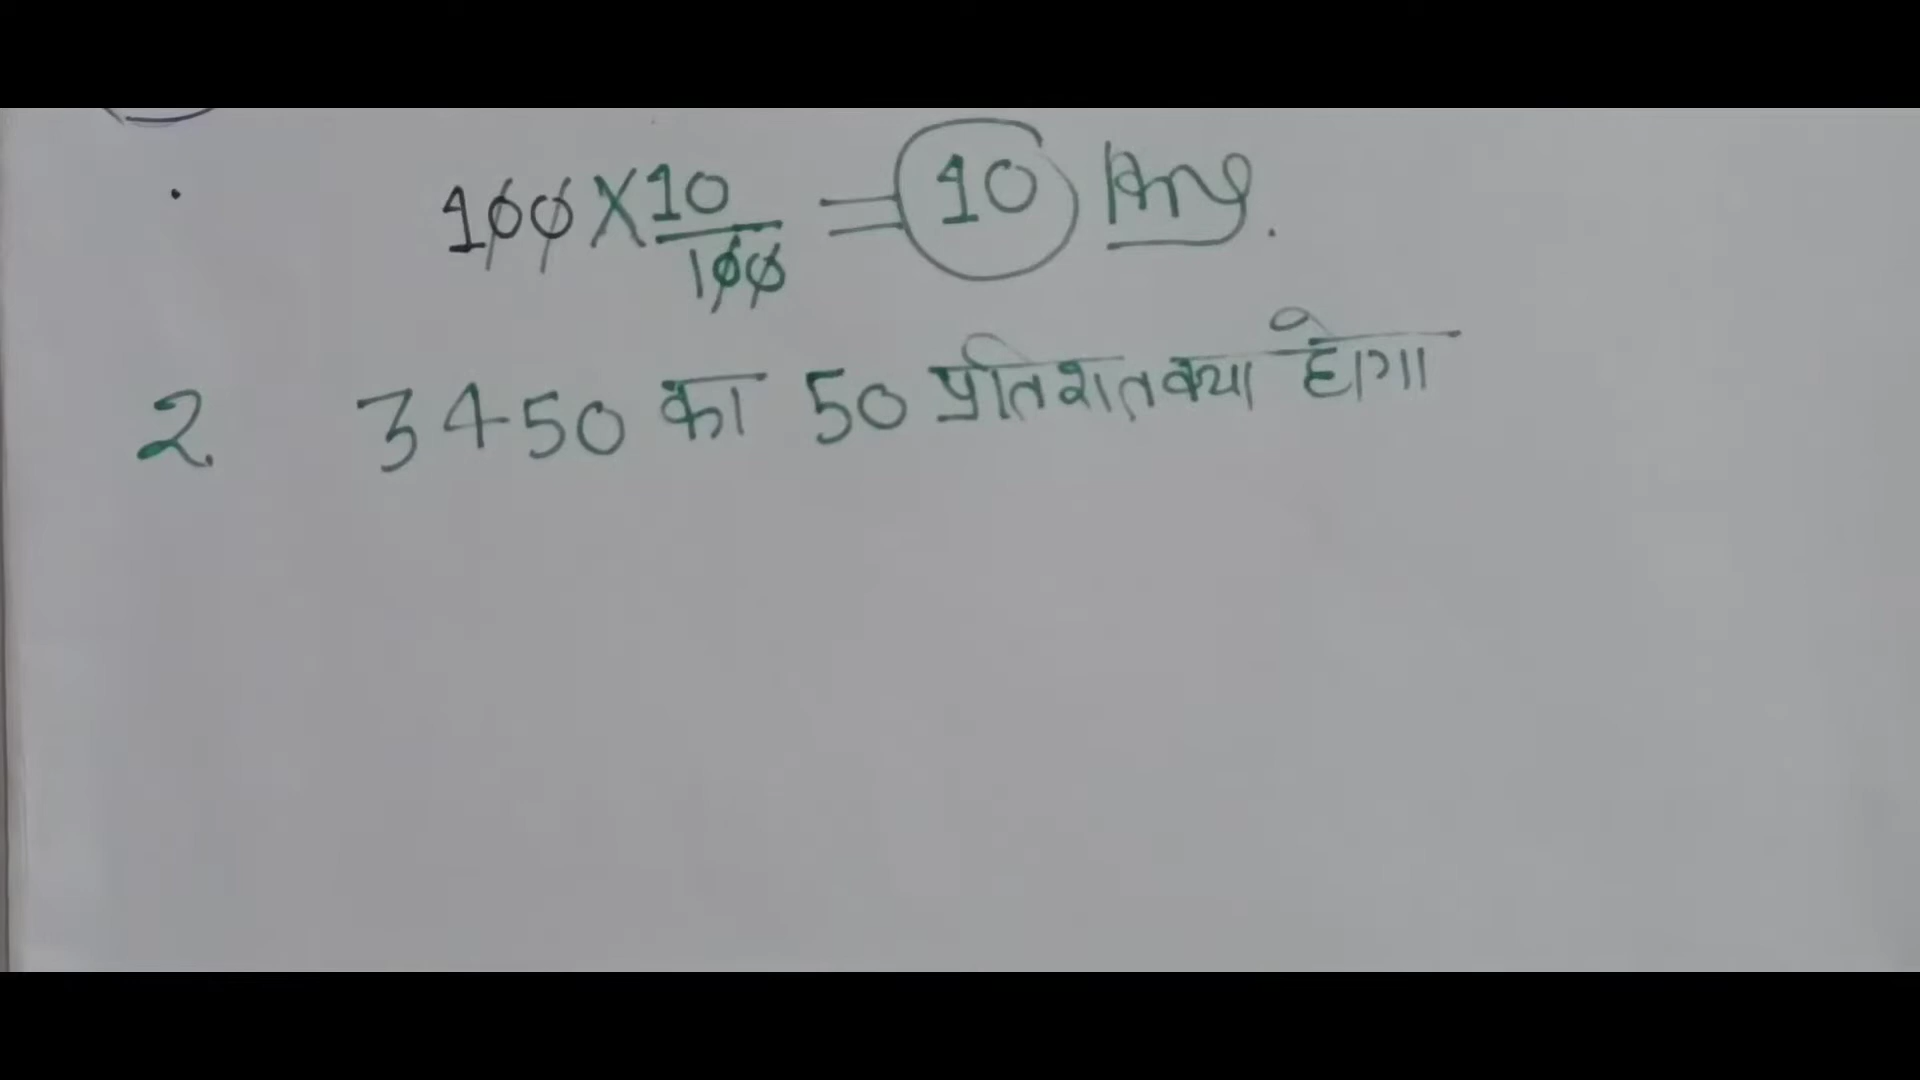 100 × 10/100 = 10 Ans.
2. 3450 का 50 प्रतिशत क्या होगा